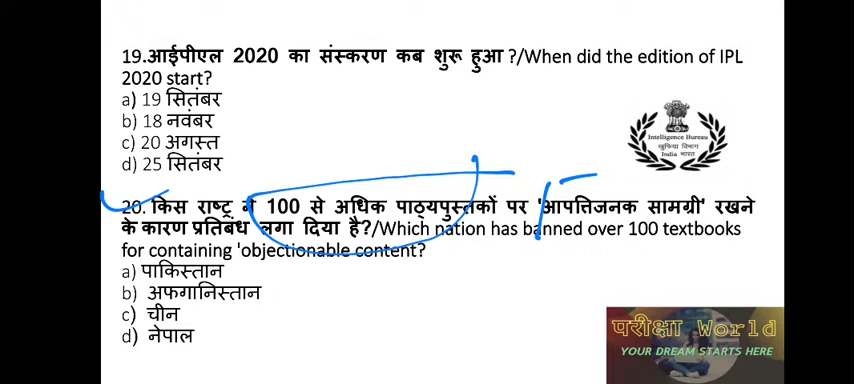 19.आईपीएल 2020 का संस्करण कब शुरू हुआ ?/When did the edition of IPL
2020 start?
a) 19 सितंबर
b) 18 नवंबर
c) 20 अगस्त
d) 25 सितंबर
Intelligence Bureau
खुफिया विभाग
India भारत
20. किस राष्ट्र ने 100 से अधिक पाठ्यपुस्तकों पर 'आपत्तिजनक सामग्री' रखने
के कारण प्रतिबंध लगा दिया है?/Which nation has banned over 100 textbooks
for containing 'objectionable content?
a) पाकिस्तान
b) अफगानिस्तान
c) चीन
d) नेपाल
परीक्षा World
YOUR DREAM STARTS HERE